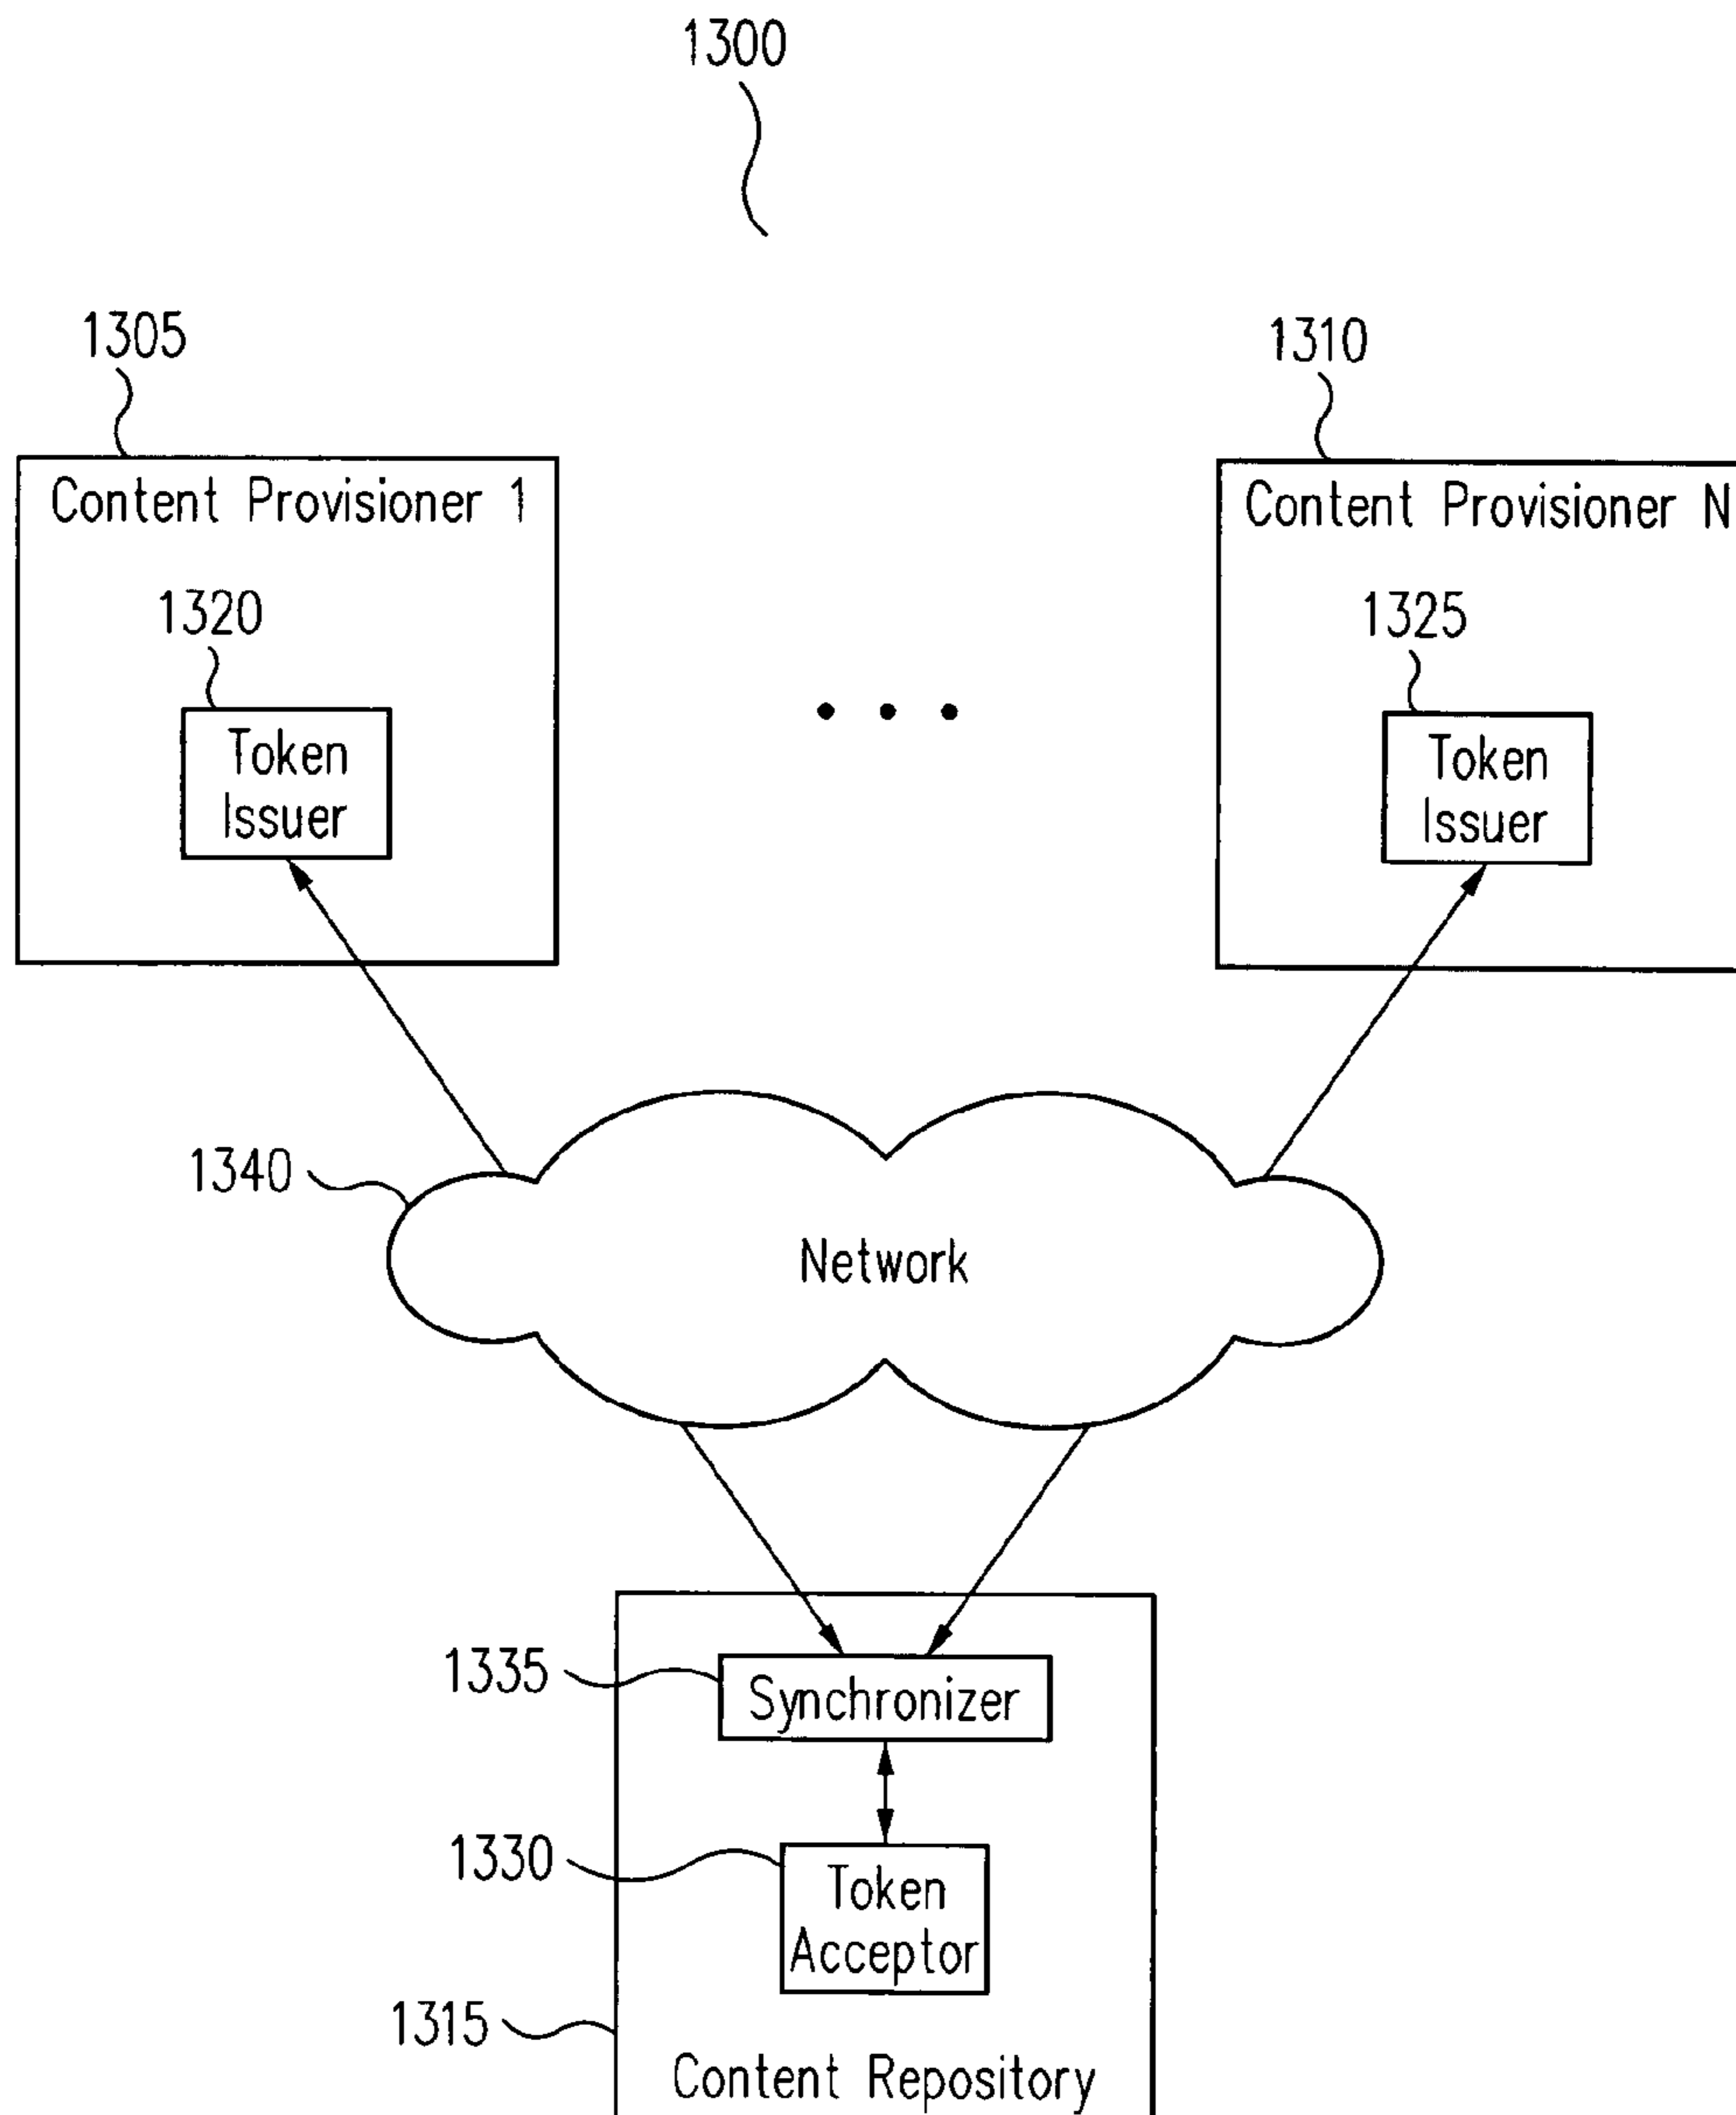 1300
1305
1310
Content Provisioner 1
Content Provisioner N
1320
1325
Token
Issuer
Token
Issuer
1340
Network
1335
Synchronizer
1330
Token
Acceptor
1315
Content Repository